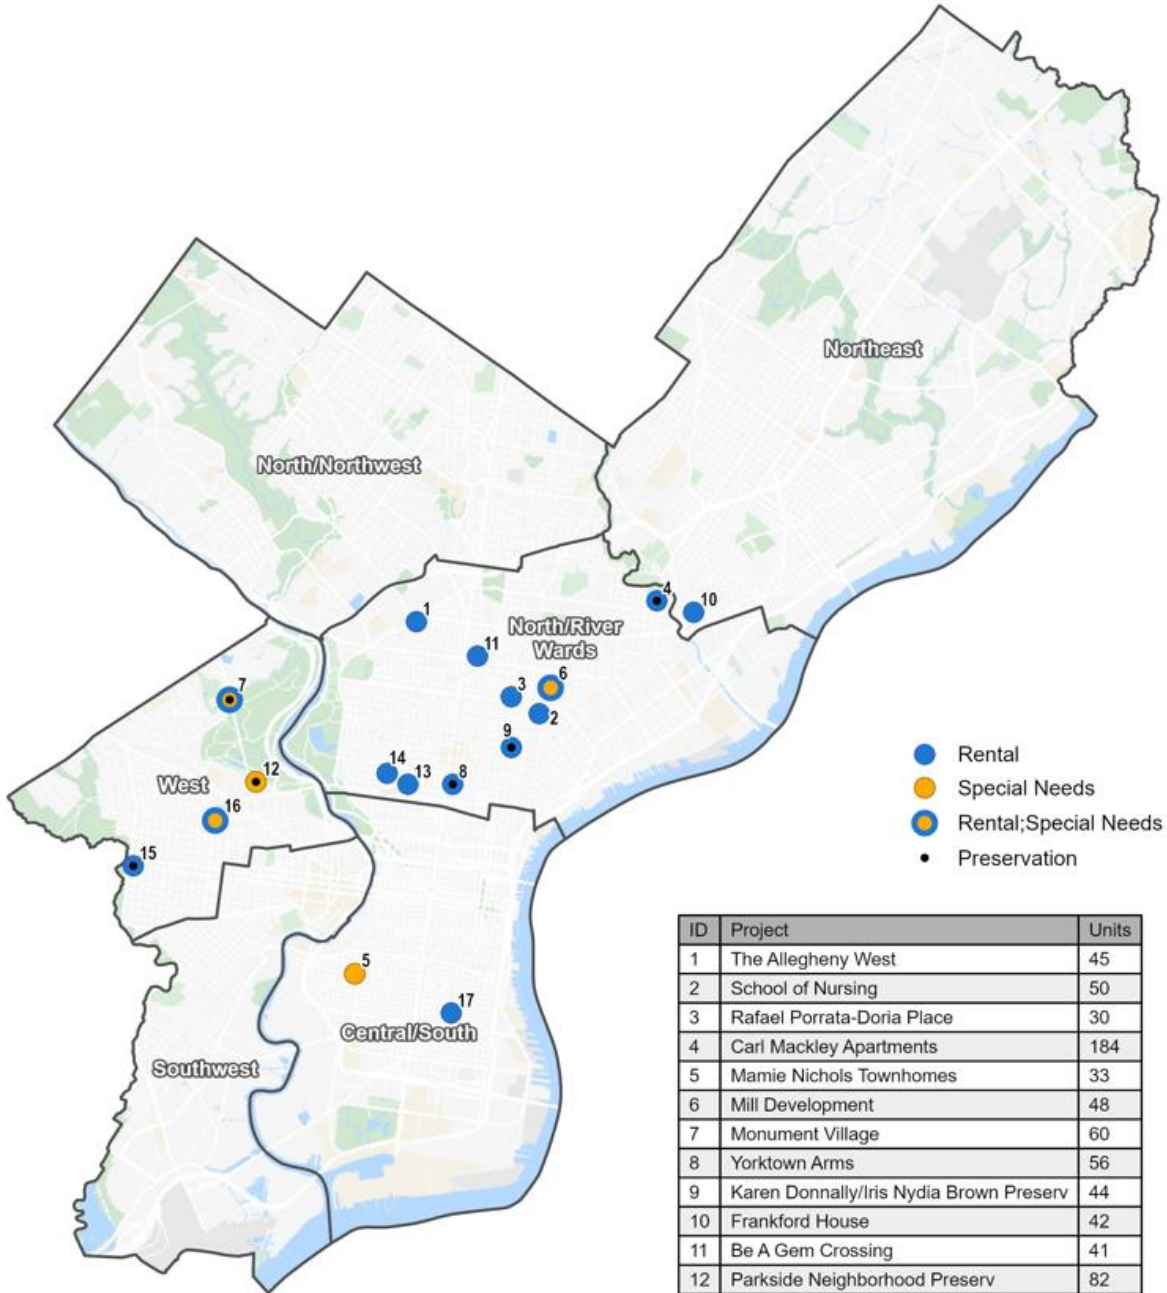 Northeast
North/Northwest
4
10
1
North/River
Wards
11
7
6
3
2
9
14
13
8
12
West
16
15
5
17
Central/South
Southwest
Rental
Special Needs
Rental;Special Needs
Preservation
ID Project Units
1 The Allegheny West 45
2 School of Nursing 50
3 Rafael Porrata-Doria Place 30
4 Carl Mackley Apartments 184
5 Mamie Nichols Townhomes 33
6 Mill Development 48
7 Monument Village 60
8 Yorktown Arms 56
9 Karen Donnally/Iris Nydia Brown Preserv 44
10 Frankford House 42
11 Be A Gem Crossing 41
12 Parkside Neighborhood Preserv 82